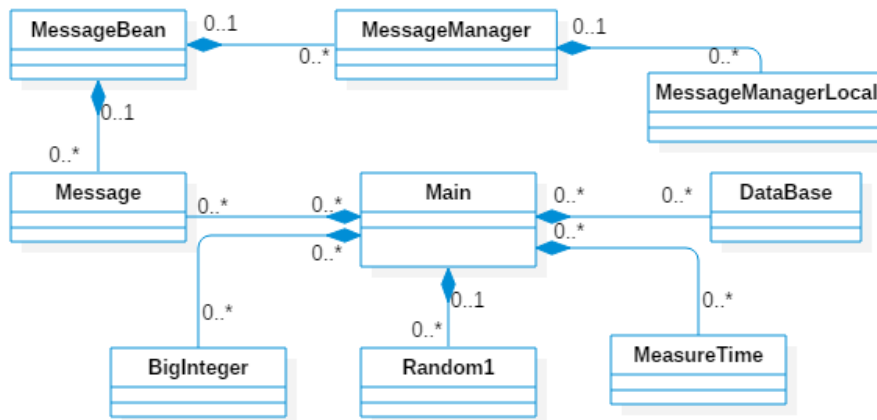 MessageBean
0..1
0..*
MessageManager
0..1
0..*
MessageManagerLocal
0..1
0..*
Message
0..*
0..*
Main
0..*
0..*
DataBase
0..*
0..*
0..*
0..*
0..1
0..*
BigInteger
Random1
MeasureTime